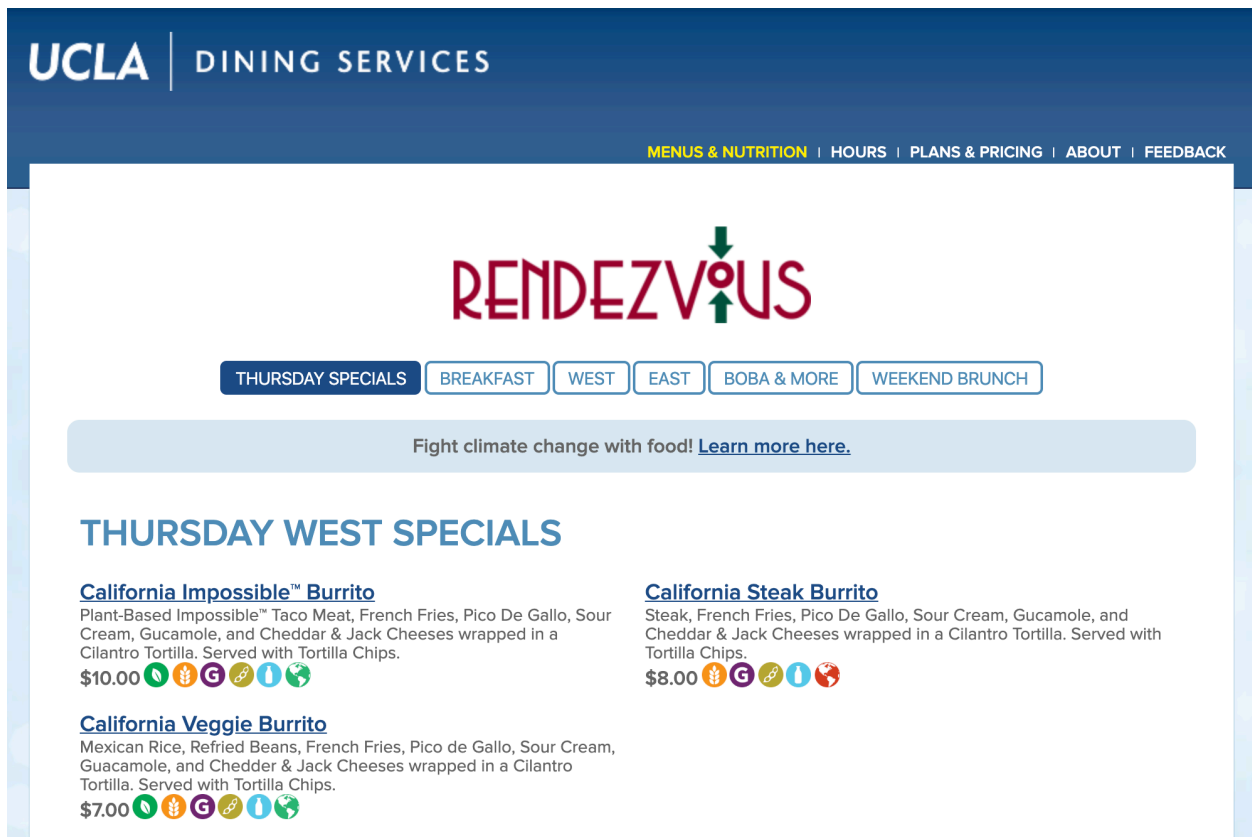 UCLA DINING SERVICES
MENUS & NUTRITION | HOURS | PLANS & PRICING | ABOUT | FEEDBACK
RENDEZVOUS
THURSDAY SPECIALS BREAKFAST WEST EAST BOBA & MORE WEEKEND BRUNCH
Fight climate change with food! Learn more here.
THURSDAY WEST SPECIALS
California Impossible™ Burrito
Plant-Based Impossible™ Taco Meat, French Fries, Pico De Gallo, Sour
Cream, Gucamole, and Cheddar & Jack Cheeses wrapped in a
Cilantro Tortilla. Served with Tortilla Chips.
$10.00 G
California Steak Burrito
Steak, French Fries, Pico De Gallo, Sour Cream, Gucamole, and
Cheddar & Jack Cheeses wrapped in a Cilantro Tortilla. Served with
Tortilla Chips.
$8.00 G
California Veggie Burrito
Mexican Rice, Refried Beans, French Fries, Pico de Gallo, Sour Cream,
Guacamole, and Chedder & Jack Cheeses wrapped in a Cilantro
Tortilla. Served with Tortilla Chips.
$7.00 G